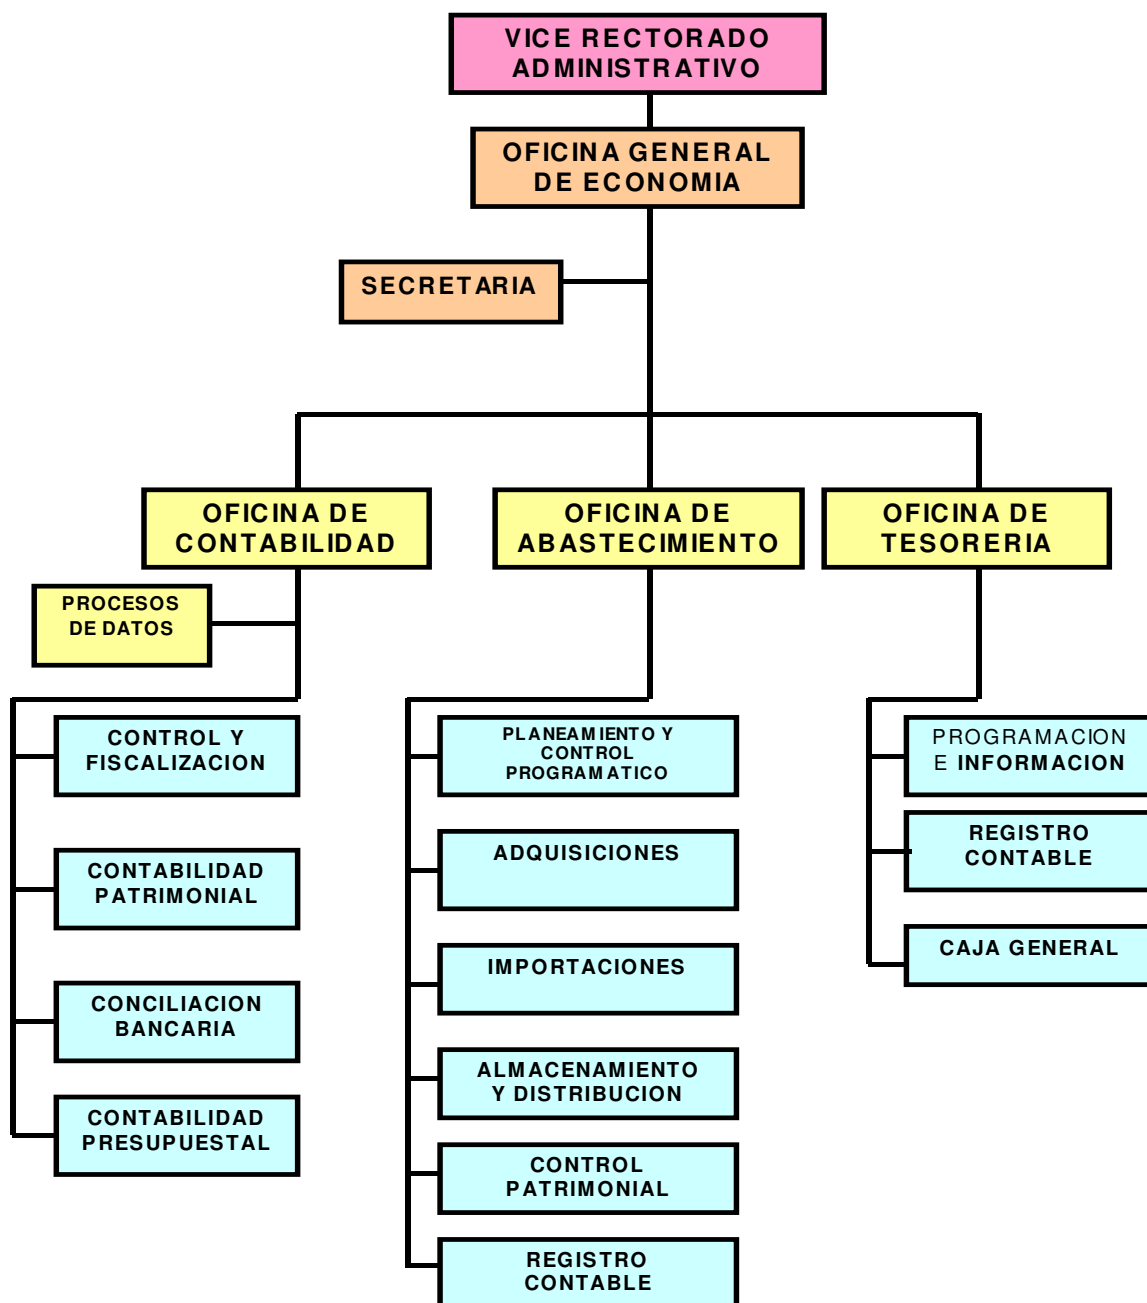 VICE RECTORADO
ADMINISTRATIVO
OFICINA GENERAL
DE ECONOMIA
SECRETARIA
OFICINA DE
CONTABILIDAD
OFICINA DE
ABASTECIMIENTO
OFICINA DE
TESORERIA
PROCESOS
DE DATOS
CONTROL Y
FISCALIZACION
CONTABILIDAD
PATRIMONIAL
CONCILIACION
BANCARIA
CONTABILIDAD
PRESUPUESTAL
PLANEAMIENTO Y
CONTROL
PROGRAMATICO
ADQUISICIONES
IMPORTACIONES
ALMACENAMIENTO
Y DISTRIBUCION
CONTROL
PATRIMONIAL
REGISTRO
CONTABLE
PROGRAMACION
E INFORMACION
REGISTRO
CONTABLE
CAJA GENERAL